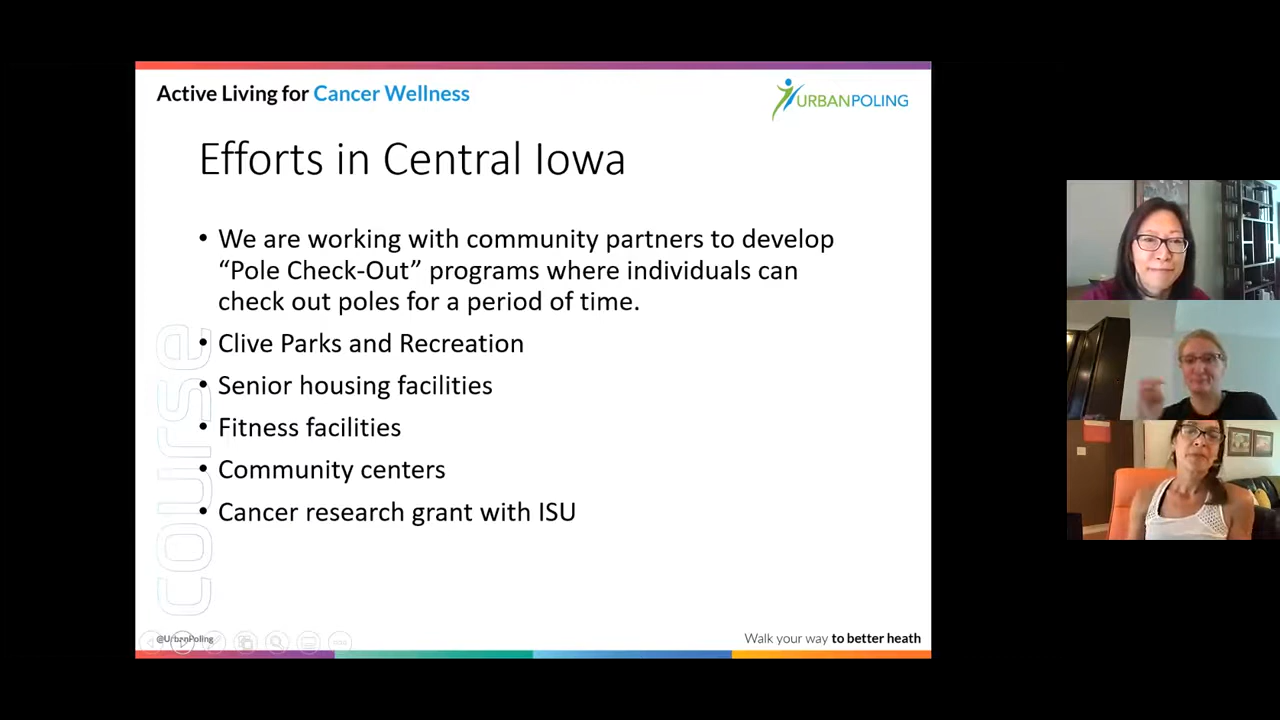 Active Living for Cancer Wellness
URBANPOLING
Efforts in Central Iowa
• We are working with community partners to develop
“Pole Check-Out” programs where individuals can
check out poles for a period of time.
• Clive Parks and Recreation
• Senior housing facilities
• Fitness facilities
• Community centers
• Cancer research grant with ISU
course
@UrbanPoling
Walk your way to better heath